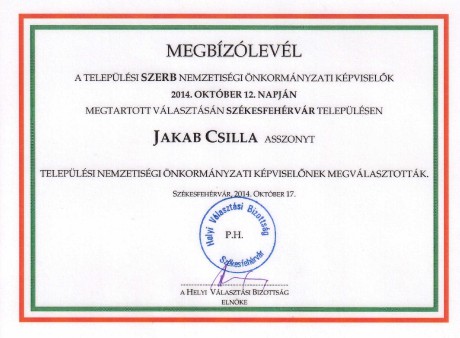 MEGBÍZÓLEVÉL
A TELEPÜLÉSI SZERB NEMZETISÉGI ÖNKORMÁNYZATI KÉPVISELŐK
2014. OKTÓBER 12. NAPJÁN
MEGTARTOTT VÁLASZTÁSÁN SZÉKESFEHÉRVÁR TELEPÜLÉSEN
JAKAB CSILLA ASSZONYT
TELEPÜLÉSI NEMZETISÉGI ÖNKORMÁNYZATI KÉPVISELŐNEK MEGVÁLASZTOTTÁK.
SZÉKESFEHÉRVÁR, 2014. OKTÓBER 17.
Helyi Választási Bizottság
P.H.
Székesfehérvár
A HELYI VÁLASZTÁSI BIZOTTSÁG
ELNÖKE